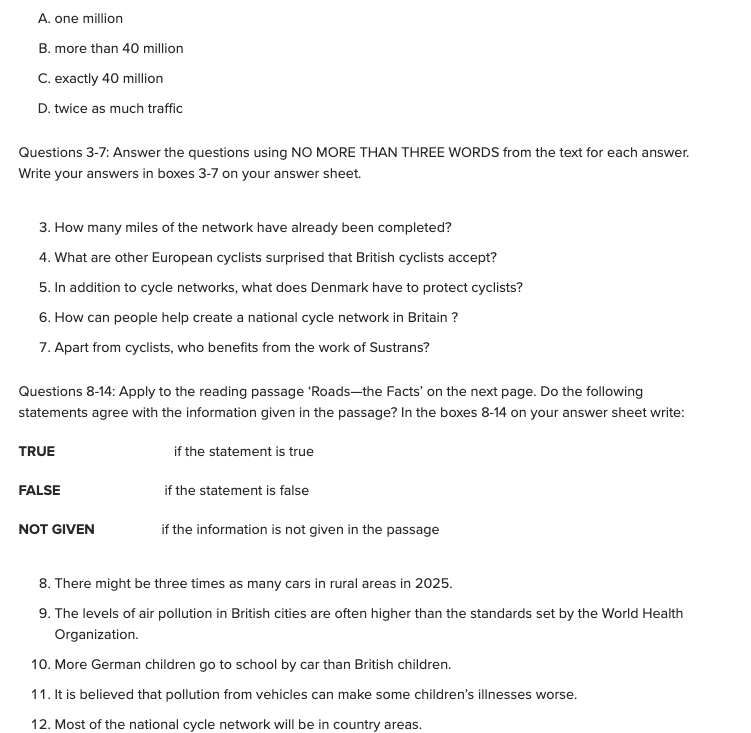 A. one million
B. more than 40 million
C. exactly 40 million
D. twice as much traffic
Questions 3-7: Answer the questions using NO MORE THAN THREE WORDS from the text for each answer.
Write your answers in boxes 3-7 on your answer sheet.
3. How many miles of the network have already been completed?
4. What are other European cyclists surprised that British cyclists accept?
5. In addition to cycle networks, what does Denmark have to protect cyclists?
6. How can people help create a national cycle network in Britain ?
7. Apart from cyclists, who benefits from the work of Sustrans?
Questions 8-14: Apply to the reading passage ‘Roads—the Facts’ on the next page. Do the following
statements agree with the information given in the passage? In the boxes 8-14 on your answer sheet write:
TRUE if the statement is true
FALSE if the statement is false
NOT GIVEN if the information is not given in the passage
8. There might be three times as many cars in rural areas in 2025.
9. The levels of air pollution in British cities are often higher than the standards set by the World Health
Organization.
10. More German children go to school by car than British children.
11. It is believed that pollution from vehicles can make some children’s illnesses worse.
12. Most of the national cycle network will be in country areas.